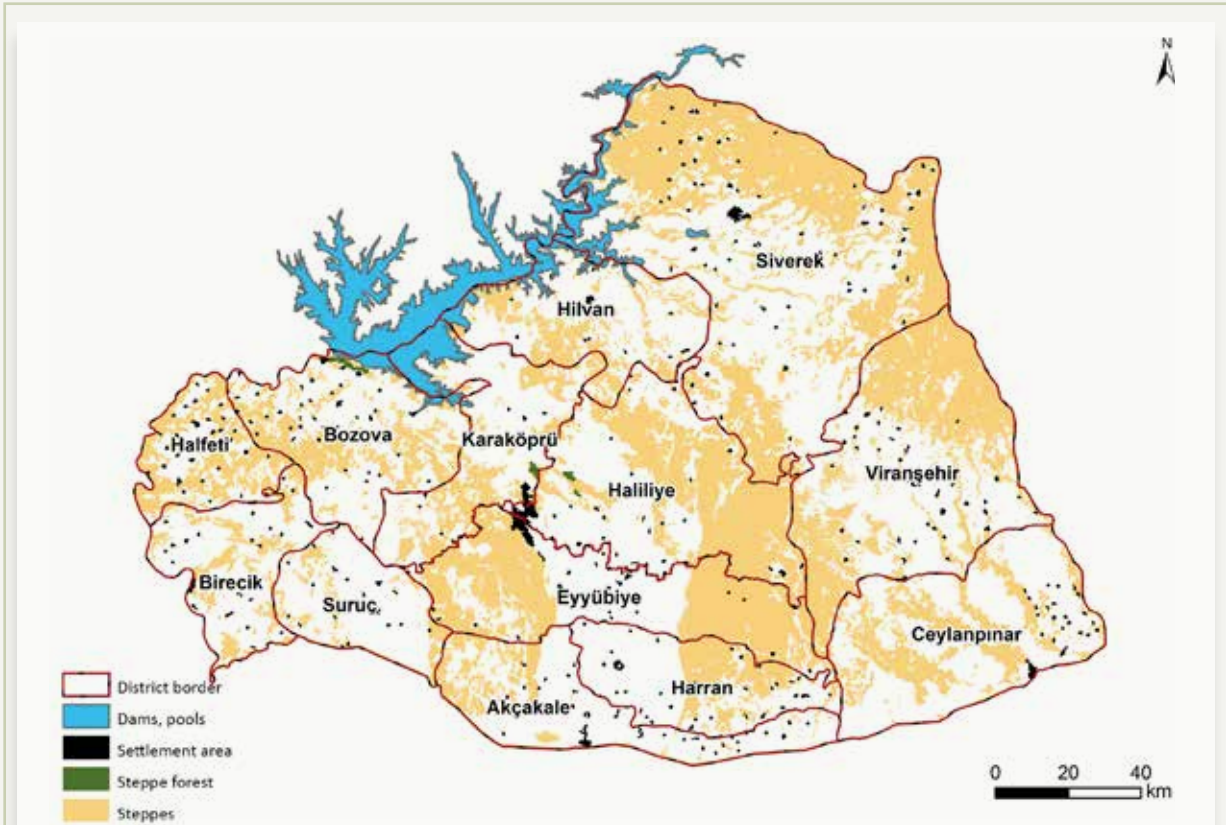 N
Siverek
Hilvan
Halfeti
Bozova
Karaköprü
Haliliye
Viranşehir
Birecik
Suruç
Eyyübiye
Ceylanpınar
Harran
Akçakale
District border
Dams, pools
Settlement area
Steppe forest
Steppes
0 20 40
km